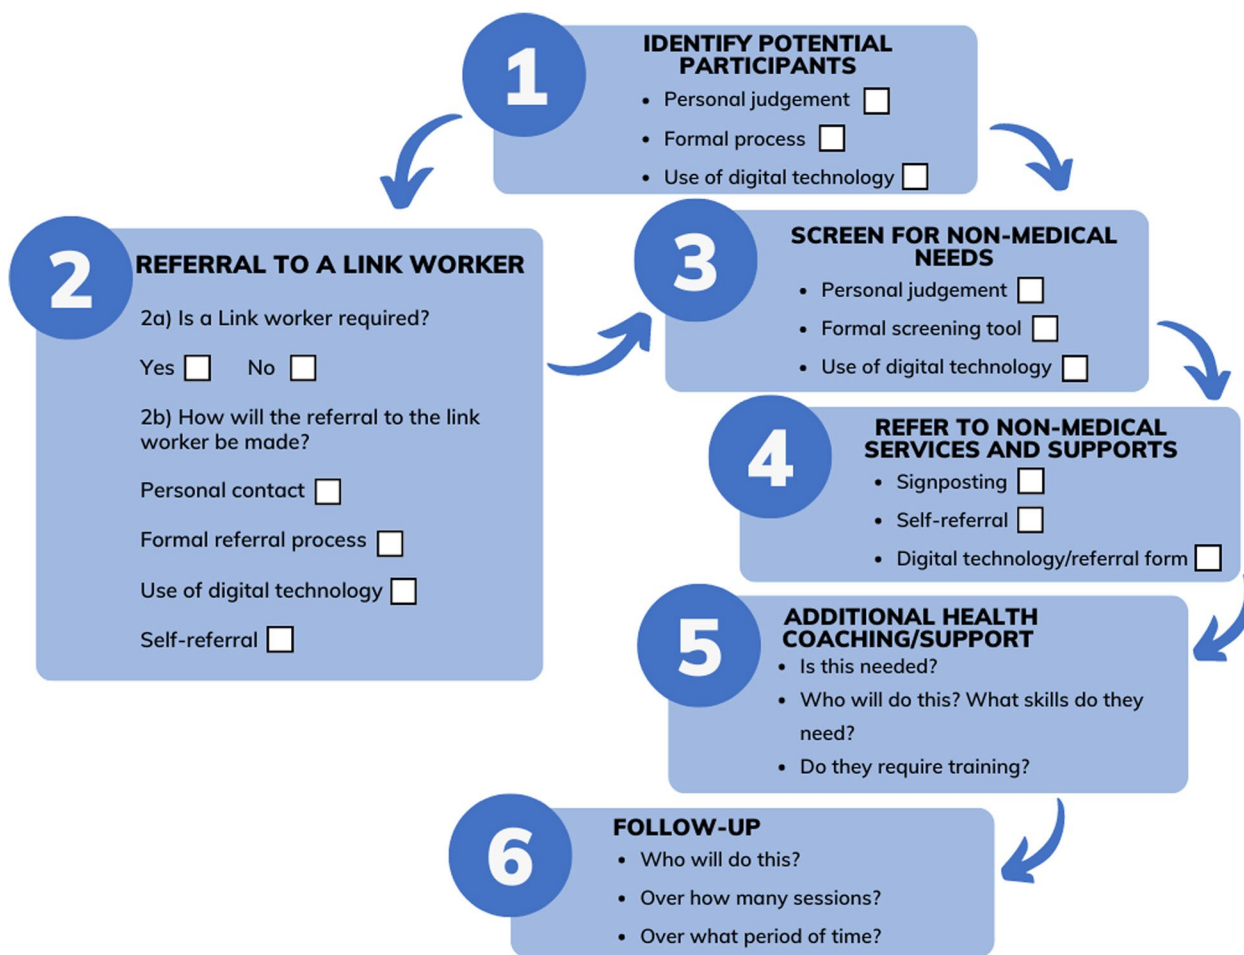 1
IDENTIFY POTENTIAL
PARTICIPANTS
• Personal judgement
• Formal process
• Use of digital technology
2
REFERRAL TO A LINK WORKER
2a) Is a Link worker required?
Yes No
2b) How will the referral to the link
worker be made?
Personal contact
Formal referral process
Use of digital technology
Self-referral
3
SCREEN FOR NON-MEDICAL
NEEDS
• Personal judgement
• Formal screening tool
• Use of digital technology
4
REFER TO NON-MEDICAL
SERVICES AND SUPPORTS
• Signposting
• Self-referral
• Digital technology/referral form
5
ADDITIONAL HEALTH
COACHING/SUPPORT
• Is this needed?
• Who will do this? What skills do they
need?
• Do they require training?
6
FOLLOW-UP
• Who will do this?
• Over how many sessions?
• Over what period of time?